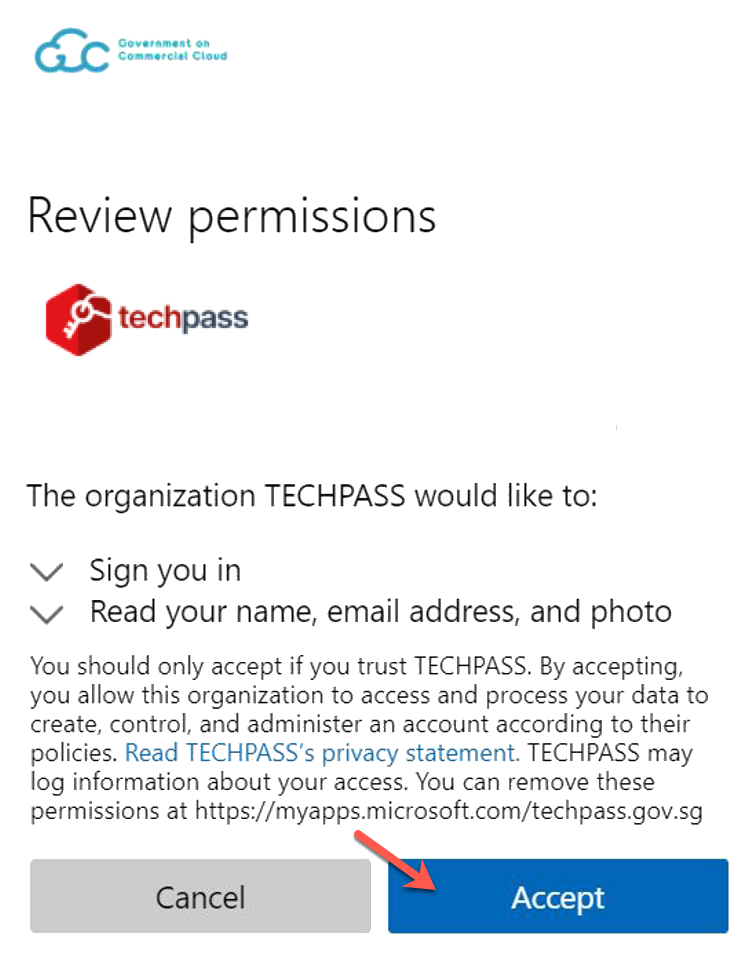 GCC Government on
Commercial Cloud
Review permissions
techpass
The organization TECHPASS would like to:
Sign you in
Read your name, email address, and photo
You should only accept if you trust TECHPASS. By accepting,
you allow this organization to access and process your data to
create, control, and administer an account according to their
policies. Read TECHPASS’s privacy statement. TECHPASS may
log information about your access. You can remove these
permissions at https://myapps.microsoft.com/techpass.gov.sg
Cancel
Accept